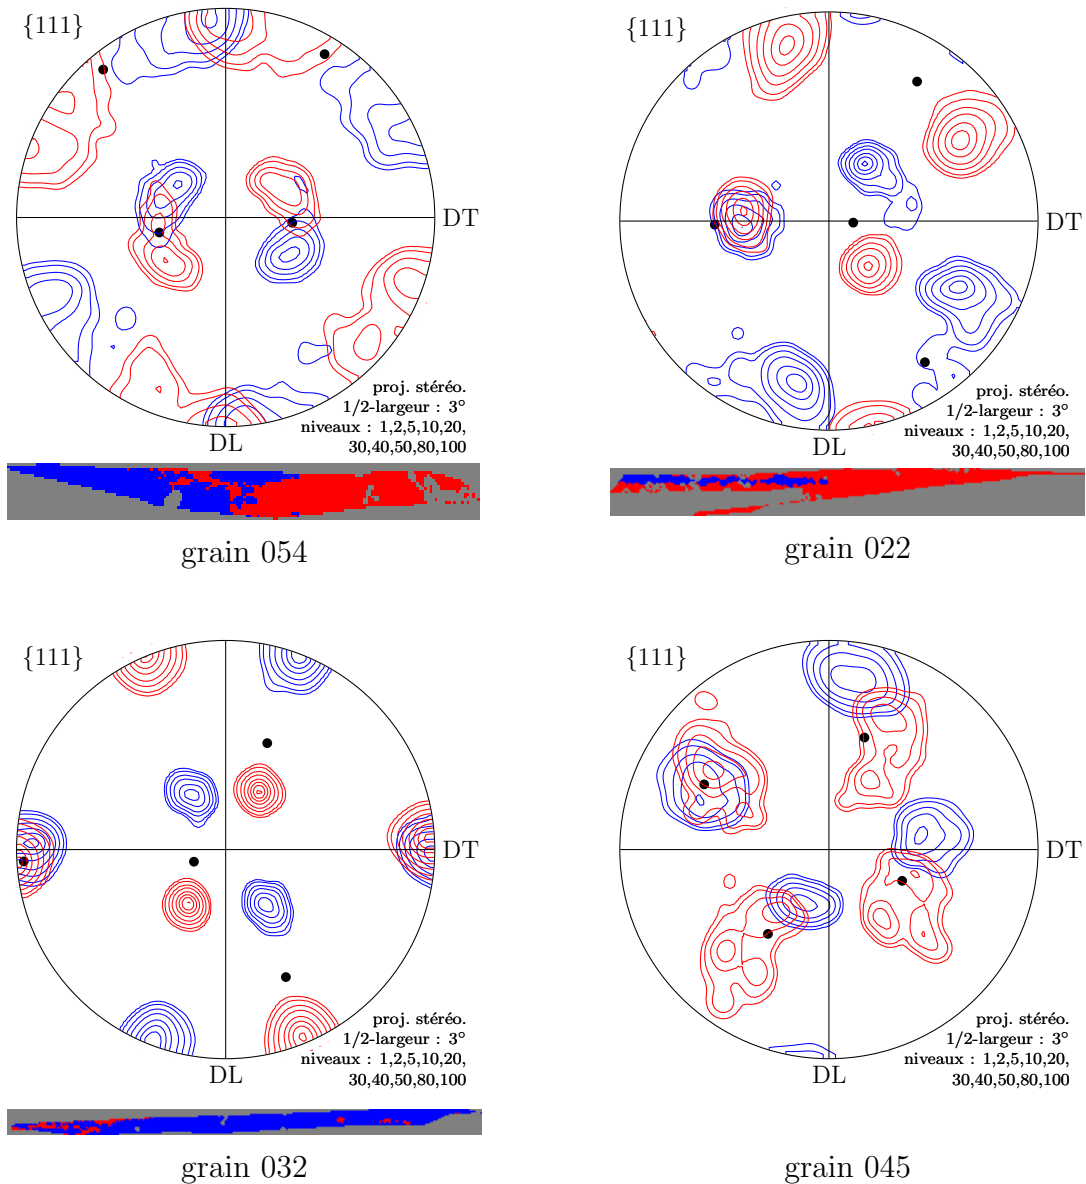 {111}
DT
DL
proj. stéréo.
1/2-largeur : 3°
niveaux : 1,2,5,10,20,
30,40,50,80,100
grain 054
{111}
DT
DL
proj. stéréo.
1/2-largeur : 3°
niveaux : 1,2,5,10,20,
30,40,50,80,100
grain 022
{111}
DT
DL
proj. stéréo.
1/2-largeur : 3°
niveaux : 1,2,5,10,20,
30,40,50,80,100
grain 032
{111}
DT
DL
proj. stéréo.
1/2-largeur : 3°
niveaux : 1,2,5,10,20,
30,40,50,80,100
grain 045